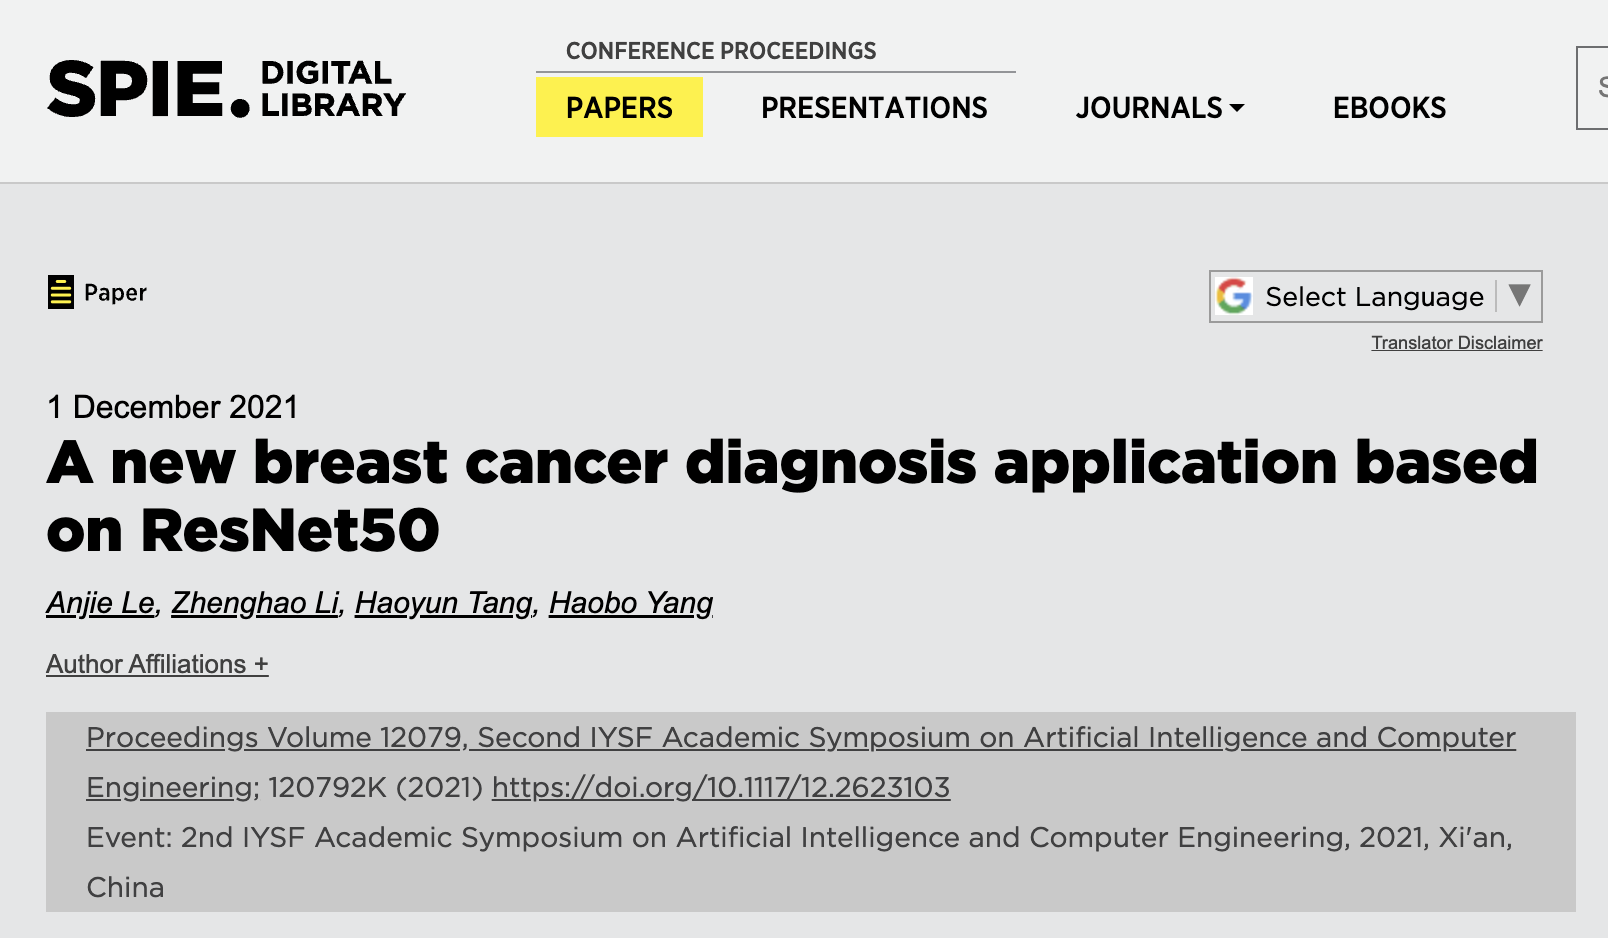 SPIE. DIGITAL LIBRARY
CONFERENCE PROCEEDINGS
PAPERS PRESENTATIONS JOURNALS EBOOKS
Paper
Select Language
Translator Disclaimer
1 December 2021
A new breast cancer diagnosis application based
on ResNet50
Anjie Le, Zhenghao Li, Haoyun Tang, Haobo Yang
Author Affiliations +
Proceedings Volume 12079, Second IYSF Academic Symposium on Artificial Intelligence and Computer
Engineering; 120792K (2021) https://doi.org/10.1117/12.2623103
Event: 2nd IYSF Academic Symposium on Artificial Intelligence and Computer Engineering, 2021, Xi'an,
China